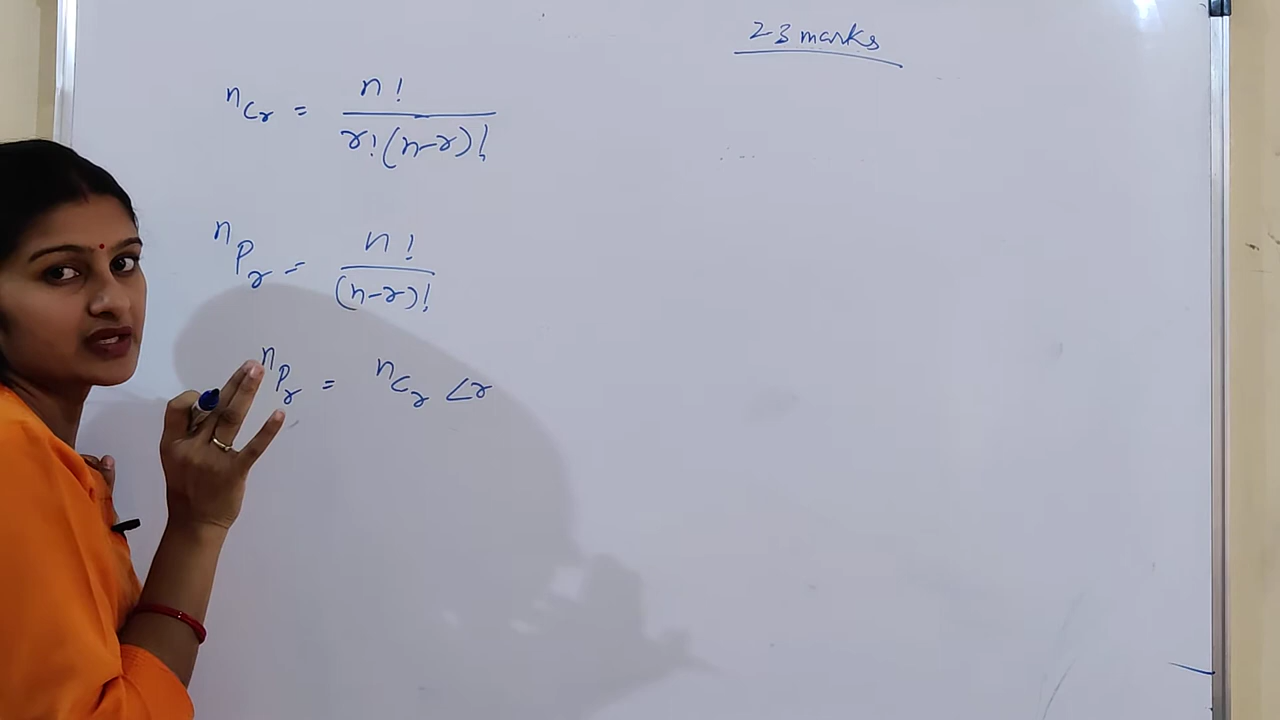 23 marks
nCr = n! / r!(n-r)!
nPr = n! / (n-r)!
nPr = nCr ∠r